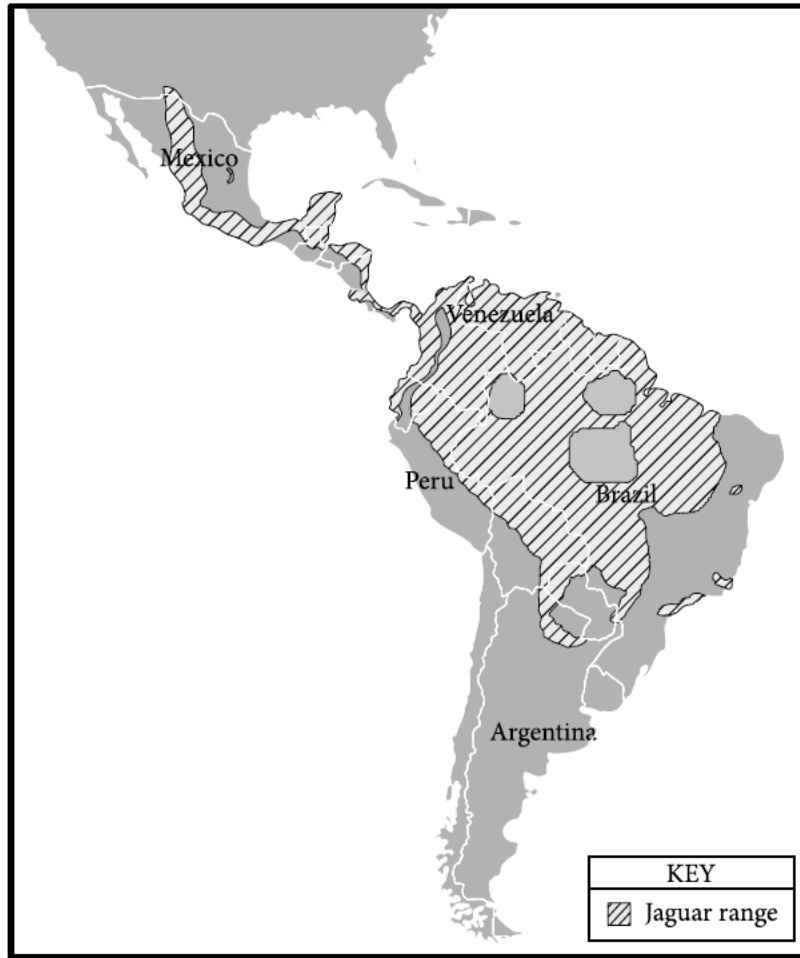 Mexico
Venezuela
Peru
Brazil
Argentina
KEY
Jaguar range